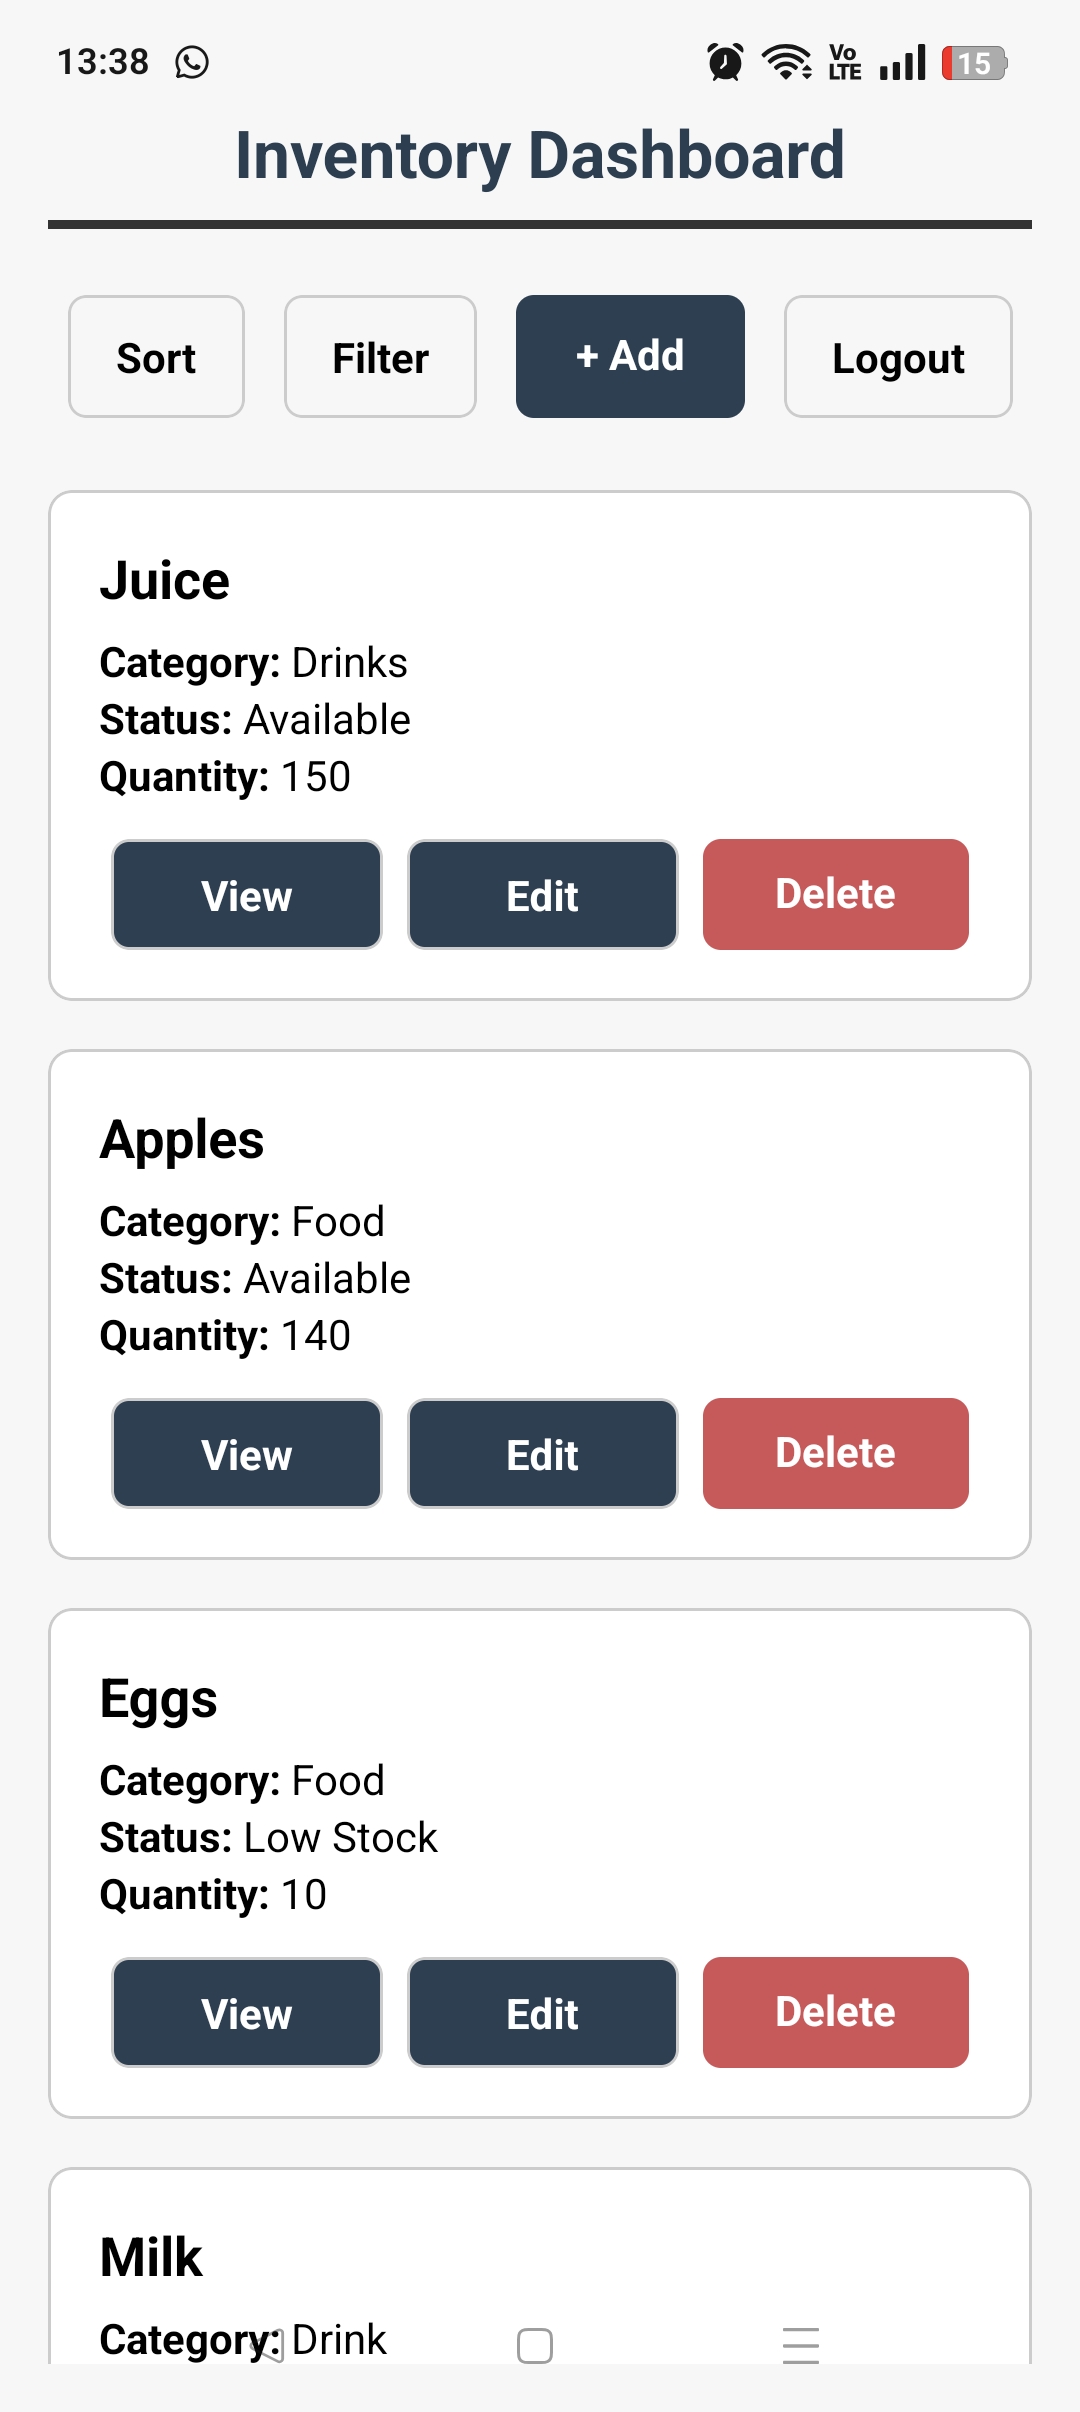 13:38 Vo LTE 15
Inventory Dashboard
Sort Filter + Add Logout
Juice
Category: Drinks
Status: Available
Quantity: 150
View Edit Delete
Apples
Category: Food
Status: Available
Quantity: 140
View Edit Delete
Eggs
Category: Food
Status: Low Stock
Quantity: 10
View Edit Delete
Milk
Category: Drink